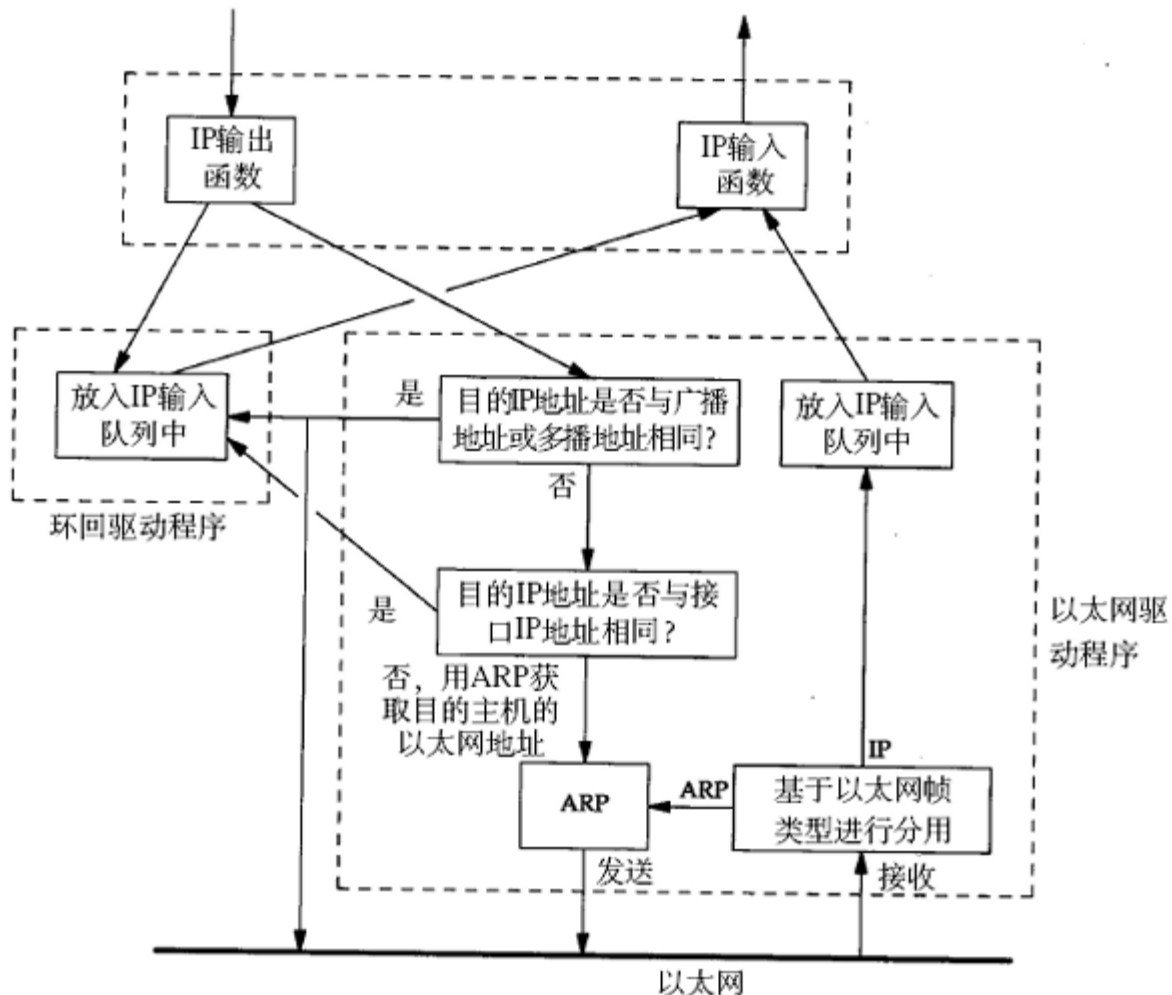 IP输出
函数
IP输入
函数
放入IP输入
队列中
环回驱动程序
是
目的IP地址是否与广播
地址或多播地址相同?
否
放入IP输入
队列中
是
目的IP地址是否与接
口IP地址相同?
以太网驱
动程序
否，用ARP获
取目的主机的
以太网地址
ARP
ARP
IP
基于以太网帧
类型进行分用
发送
接收
以太网